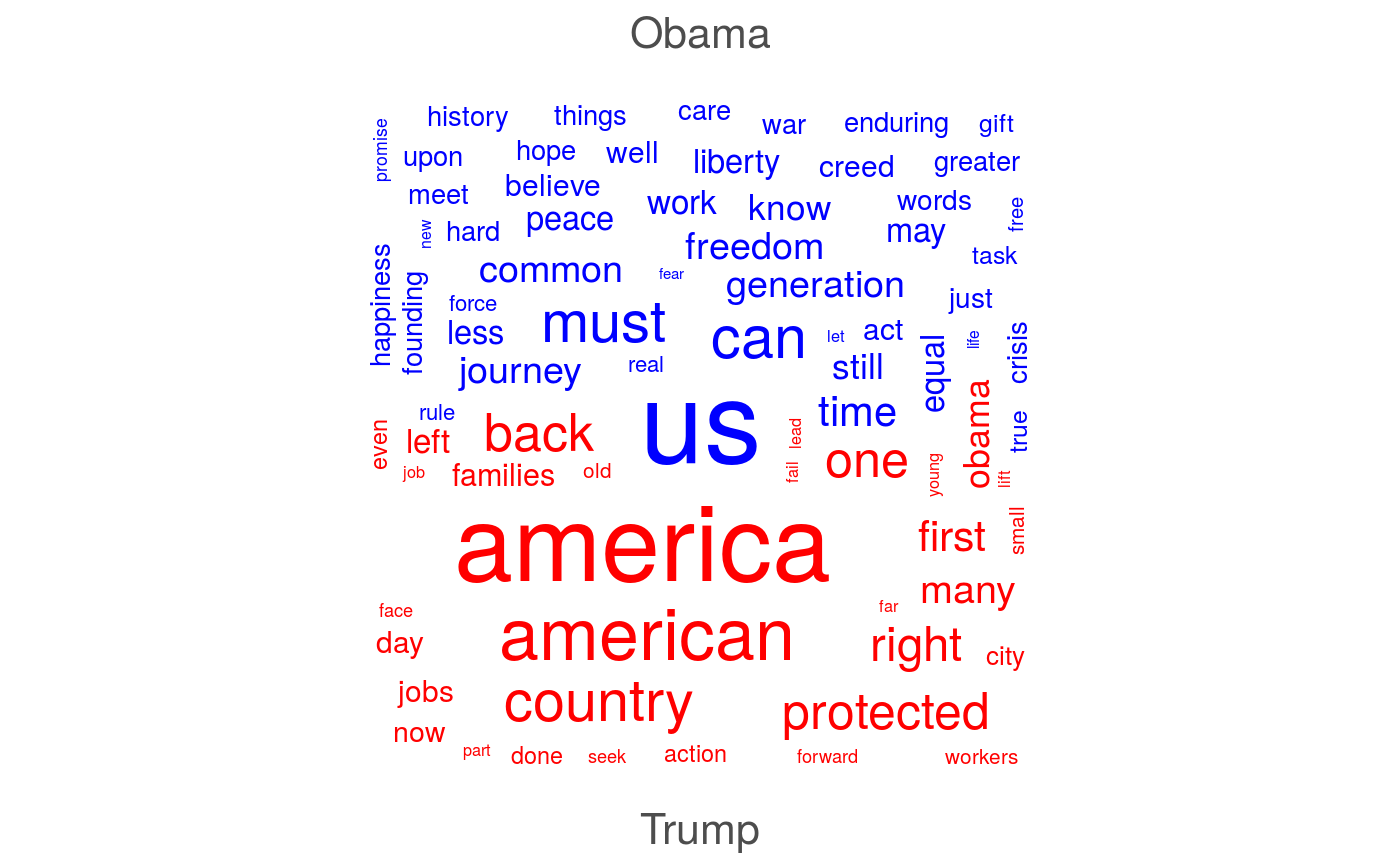 Obama
history things care war enduring gift
promise upon hope well liberty creed greater
meet believe work know words free
new hard peace freedom may task
happiness founding common fear generation just
force must can let act life crisis
less journey real still equal
rule us time obama true
even left back lead one
job families old fail young lift
america first small
face far many
day american right city
jobs country protected
now part done seek action forward workers
Trump